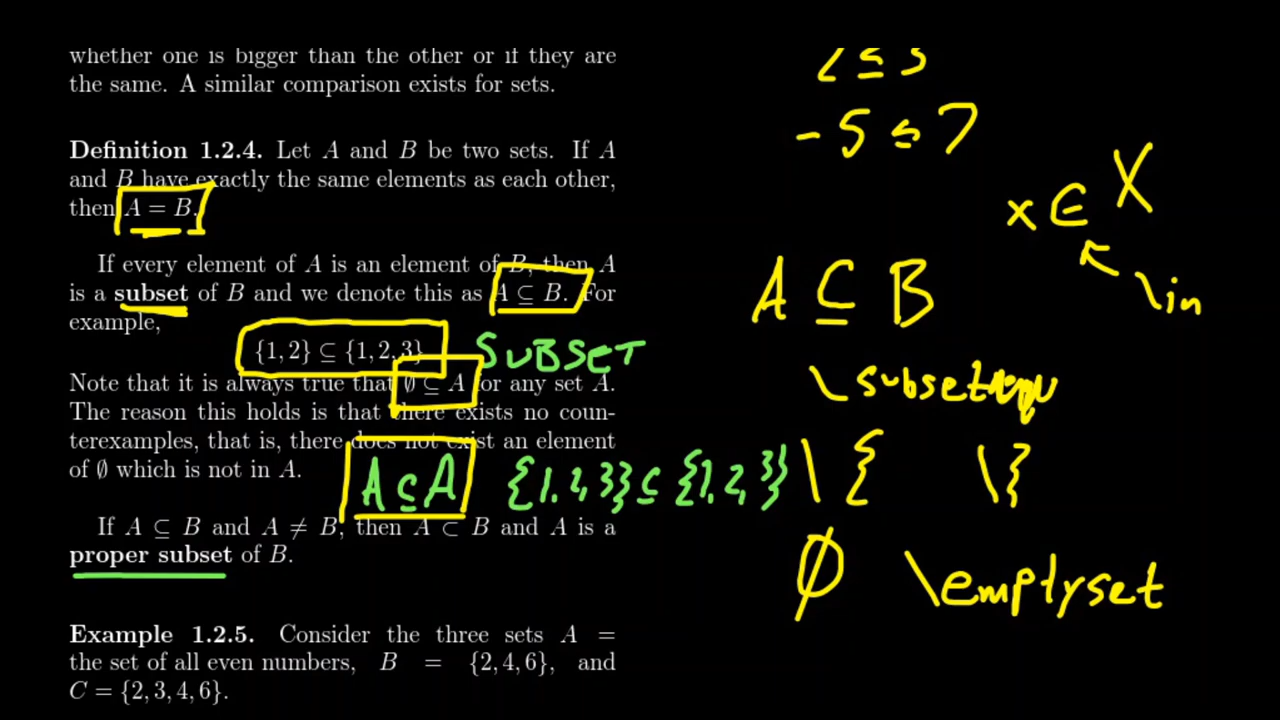 whether one is bigger than the other or if they are
the same. A similar comparison exists for sets.
Definition 1.2.4. Let A and B be two sets. If A
and B have exactly the same elements as each other,
then A = B.
If every element of A is an element of B, then A
is a subset of B and we denote this as A ⊆ B. For
example,
{1, 2} ⊆ {1, 2, 3}
SUBSET
Note that it is always true that ∅ ⊆ A for any set A.
The reason this holds is that there exists no coun-
terexamples, that is, there does not exist an element
of ∅ which is not in A.
A ⊆ A {1, 2, 3} ⊆ {1, 2, 3}
If A ⊆ B and A ≠ B, then A ⊂ B and A is a
proper subset of B.
Example 1.2.5. Consider the three sets A =
the set of all even numbers, B = {2, 4, 6}, and
C = {2, 3, 4, 6}.
-5 ≤ 7
x ∈ X
\in
A ⊆ B
\{ \}
∅ \emptyset